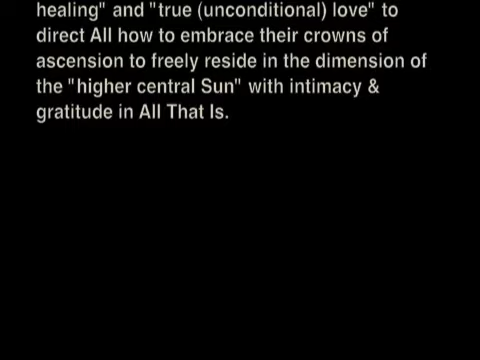 healing" and "true (unconditional) love" to
direct All how to embrace their crowns of
ascension to freely reside in the dimension of
the "higher central Sun" with intimacy &
gratitude in All That Is.